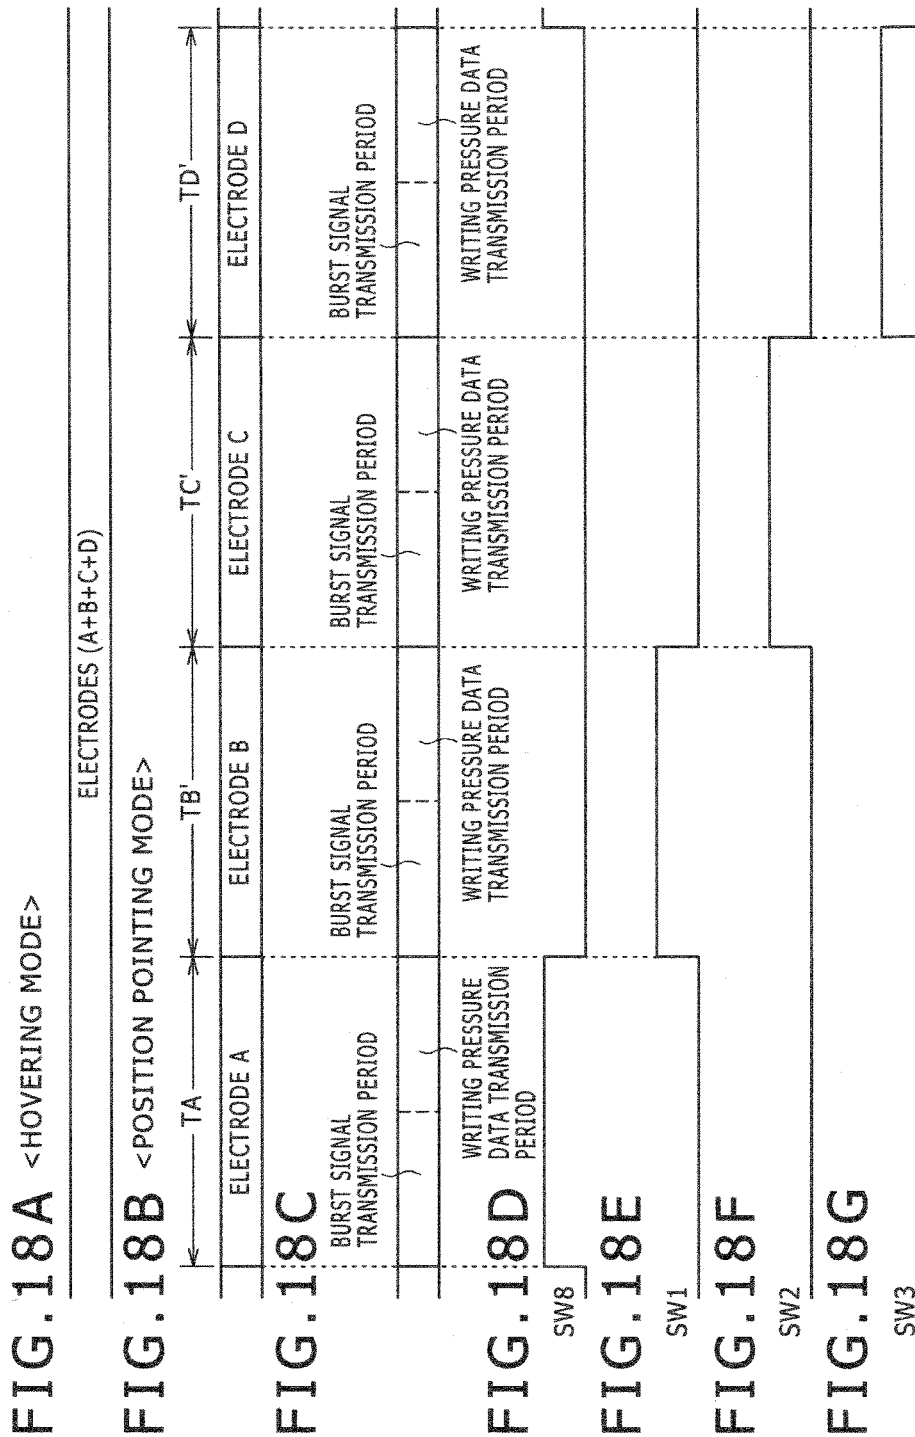 FIG.18A <HOVERING MODE>
ELECTRODES (A+B+C+D)
FIG.18B <POSITION POINTING MODE>
TA
TB'
TC'
TD'
ELECTRODE A
ELECTRODE B
ELECTRODE C
ELECTRODE D
FIG.18C
BURST SIGNAL
TRANSMISSION PERIOD
BURST SIGNAL
TRANSMISSION PERIOD
BURST SIGNAL
TRANSMISSION PERIOD
BURST SIGNAL
TRANSMISSION PERIOD
WRITING PRESSURE
DATA TRANSMISSION
PERIOD
WRITING PRESSURE DATA
TRANSMISSION PERIOD
WRITING PRESSURE DATA
TRANSMISSION PERIOD
WRITING PRESSURE DATA
TRANSMISSION PERIOD
FIG.18D
SW8
FIG.18E
SW1
FIG.18F
SW2
FIG.18G
SW3